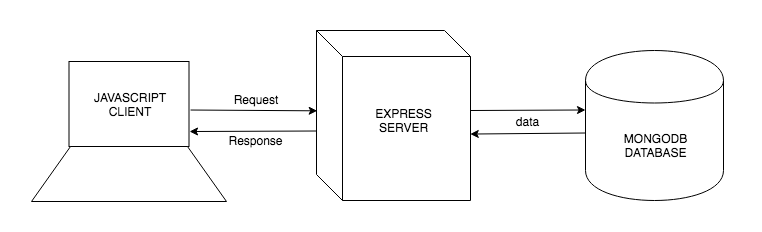 JAVASCRIPT
CLIENT
Request
Response
EXPRESS
SERVER
data
MONGODB
DATABASE